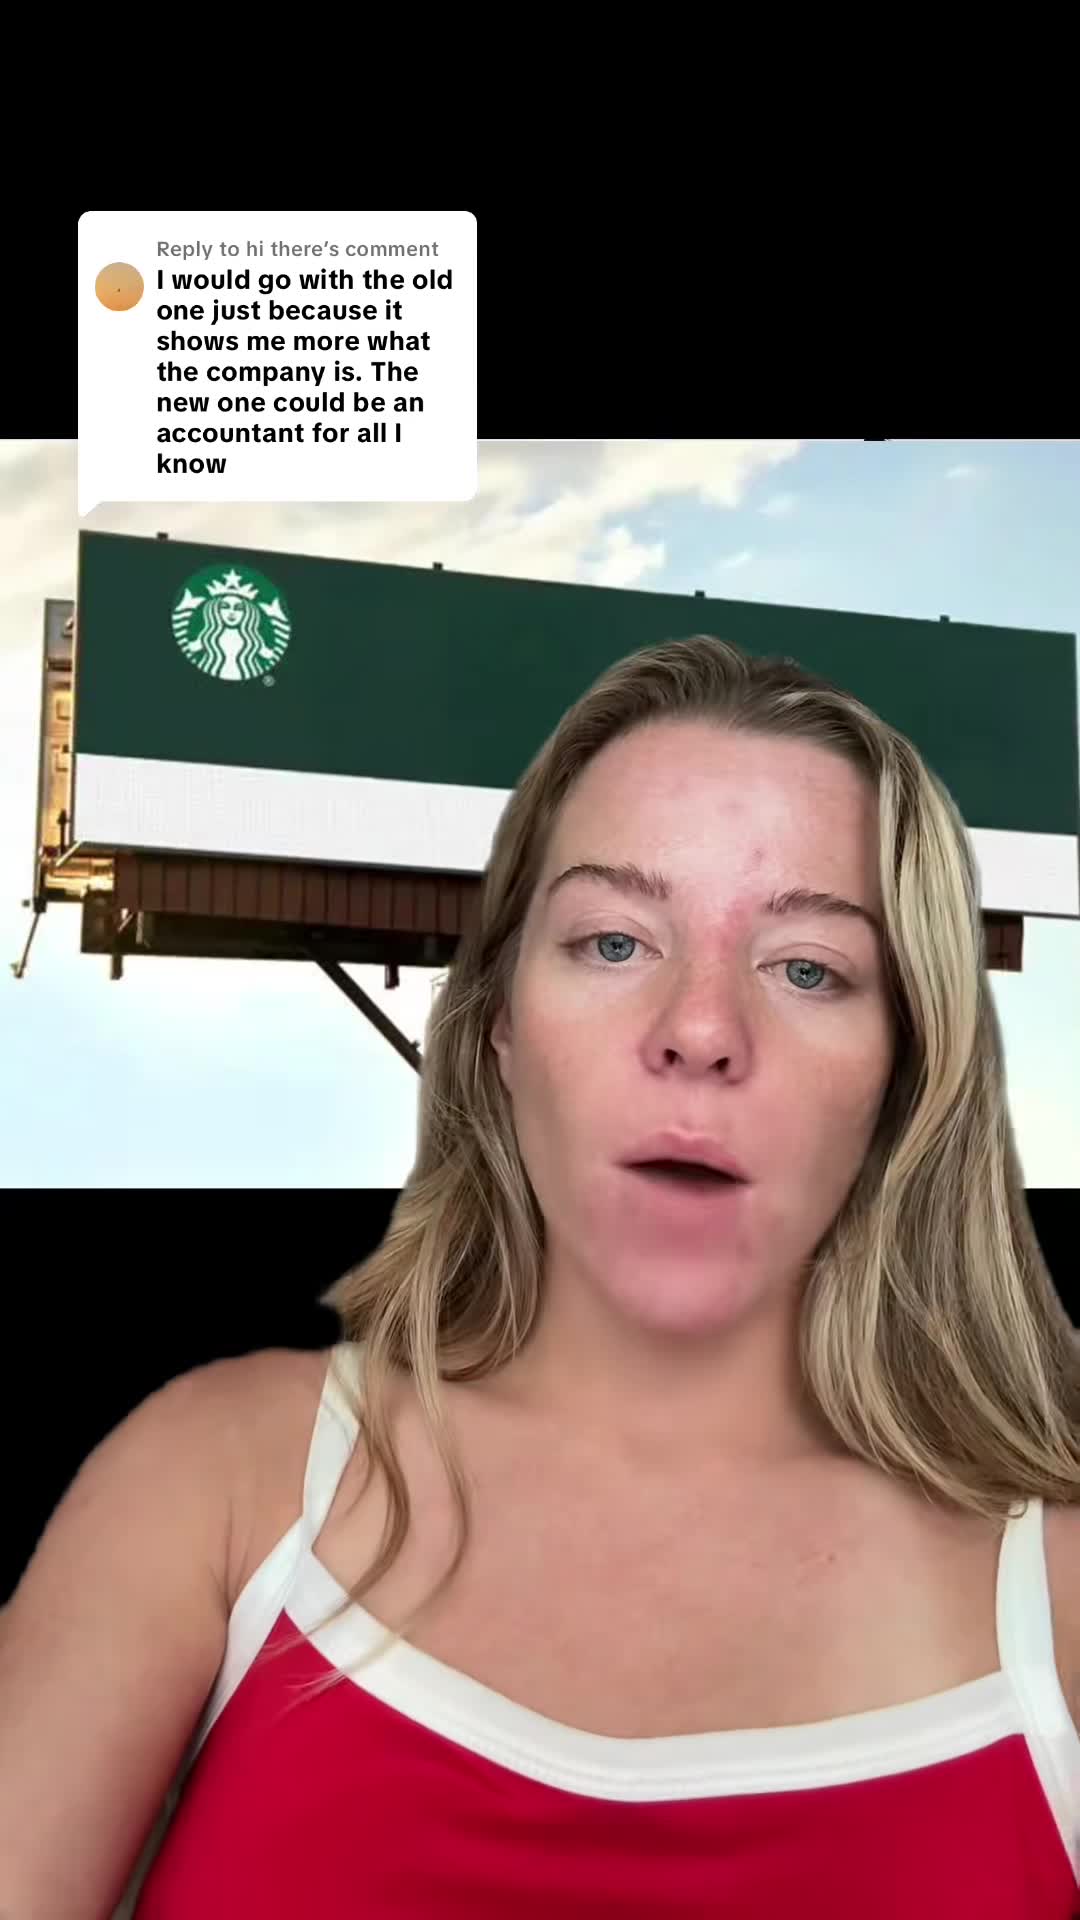 Reply to hi there’s comment
I would go with the old
one just because it
shows me more what
the company is. The
new one could be an
accountant for all I
know
®